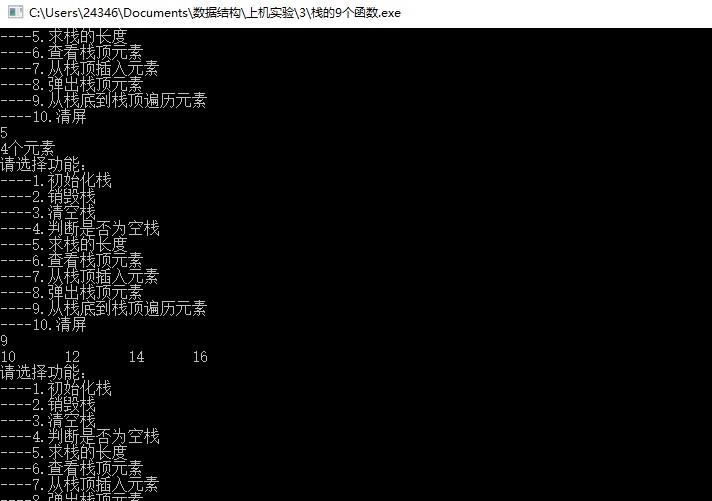 C:\Users\24346\Documents\数据结构\上机实验\3\栈的9个函数.exe
----5.求栈的长度
----6.查看栈顶元素
----7.从栈顶插入元素
----8.弹出栈顶元素
----9.从栈底到栈顶遍历元素
----10.清屏
5
4个元素
请选择功能:
----1.初始化栈
----2.销毁栈
----3.清空栈
----4.判断是否为空栈
----5.求栈的长度
----6.查看栈顶元素
----7.从栈顶插入元素
----8.弹出栈顶元素
----9.从栈底到栈顶遍历元素
----10.清屏
9
10 12 14 16
请选择功能:
----1.初始化栈
----2.销毁栈
----3.清空栈
----4.判断是否为空栈
----5.求栈的长度
----6.查看栈顶元素
----7.从栈顶插入元素
----8.弹出栈顶元素